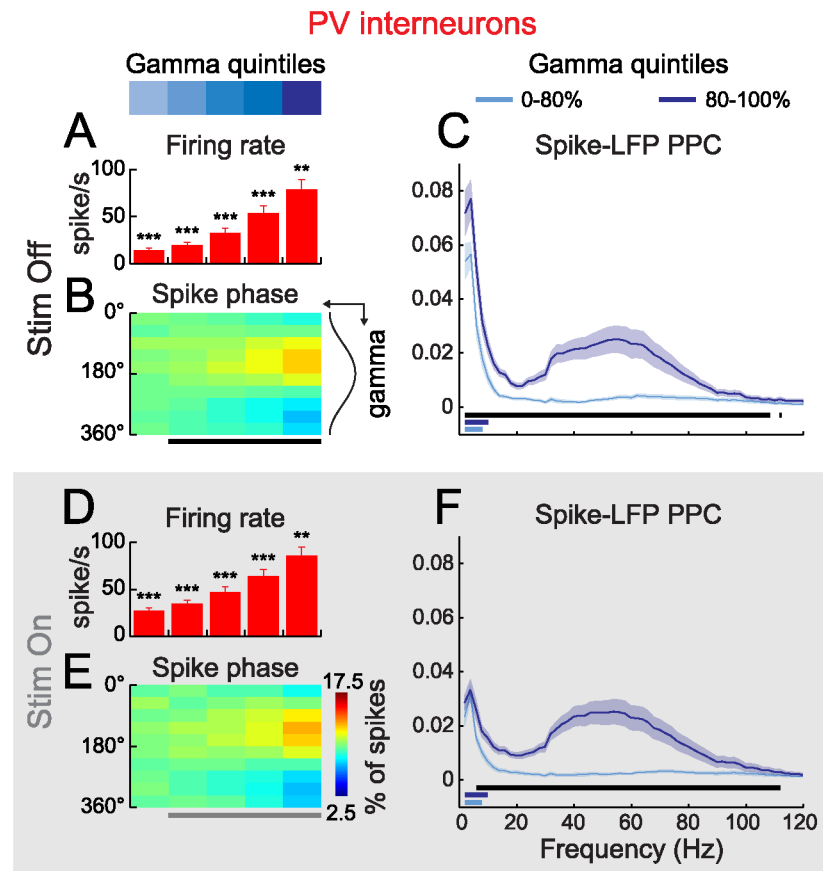 PV interneurons
Gamma quintiles
Gamma quintiles
0-80%
80-100%
A
Firing rate
100
50
0
spike/s
*** *** *** *** **
Stim Off
B
Spike phase
0°
180°
360°
gamma
C
Spike-LFP PPC
0.08
0.06
0.04
0.02
0
D
Firing rate
100
50
0
spike/s
*** *** *** *** **
Stim On
E
Spike phase
0°
180°
360°
17.5
2.5
% of spikes
F
Spike-LFP PPC
0.08
0.06
0.04
0.02
0
0 20 40 60 80 100 120
Frequency (Hz)